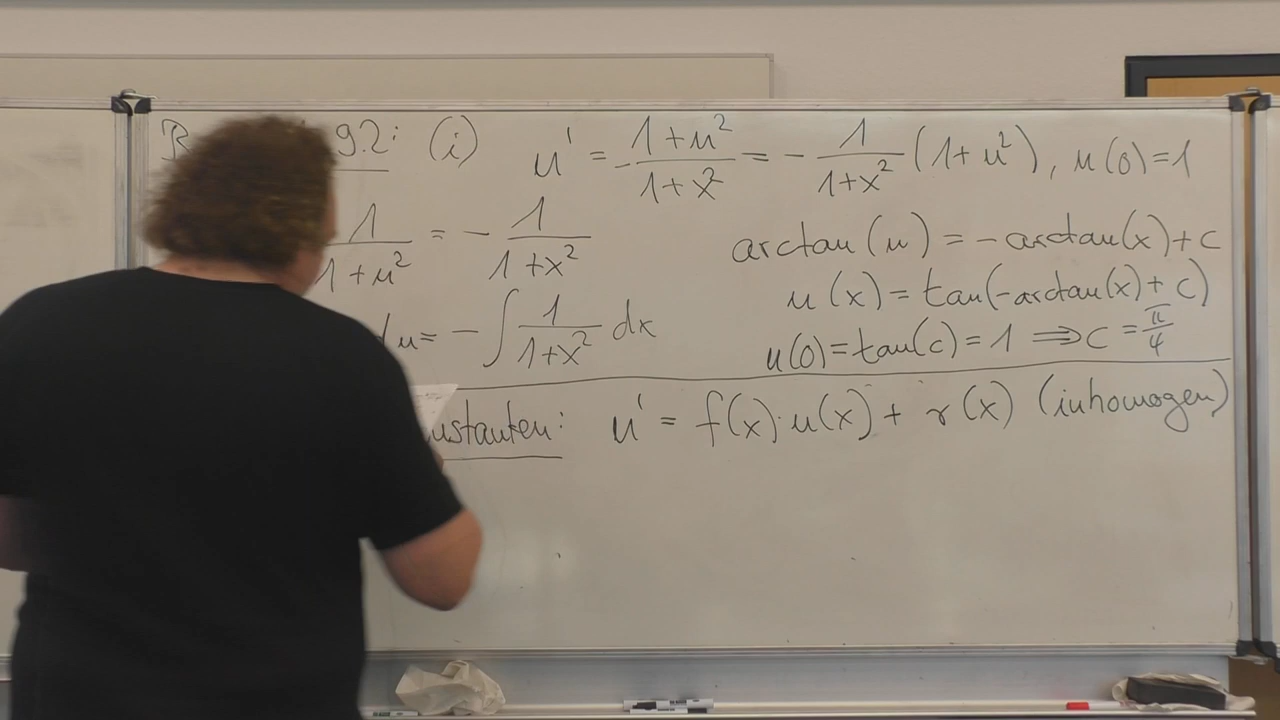 9.2: (i) u' = -(1+u²)/(1+x²) = - 1/(1+x²) (1+u²), u(0)=1
1/(1+u²) = - 1/(1+x²)
du = - ∫ 1/(1+x²) dx
arctan(u) = -arctan(x)+c
u(x) = tan(-arctan(x)+c)
u(0)=tan(c)=1 ⟹ c = π/4
u' = f(x)·u(x) + r(x) (inhomogen)